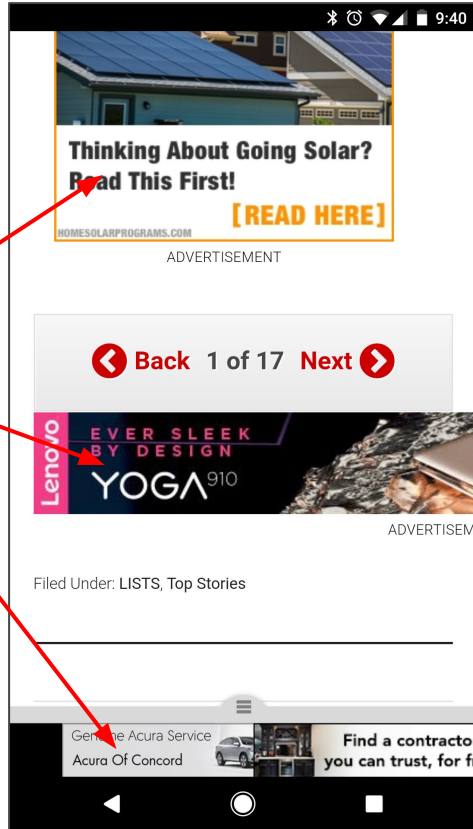 9:40
Thinking About Going Solar?
Read This First!
[READ HERE]
HOMESOLARPROGRAMS.COM
ADVERTISEMENT
Back 1 of 17 Next
Lenovo
EVER SLEEK
BY DESIGN
YOGA 910
ADVERTISEM
Filed Under: LISTS, Top Stories
Genuine Acura Service
Acura Of Concord
Find a contracto
you can trust, for f